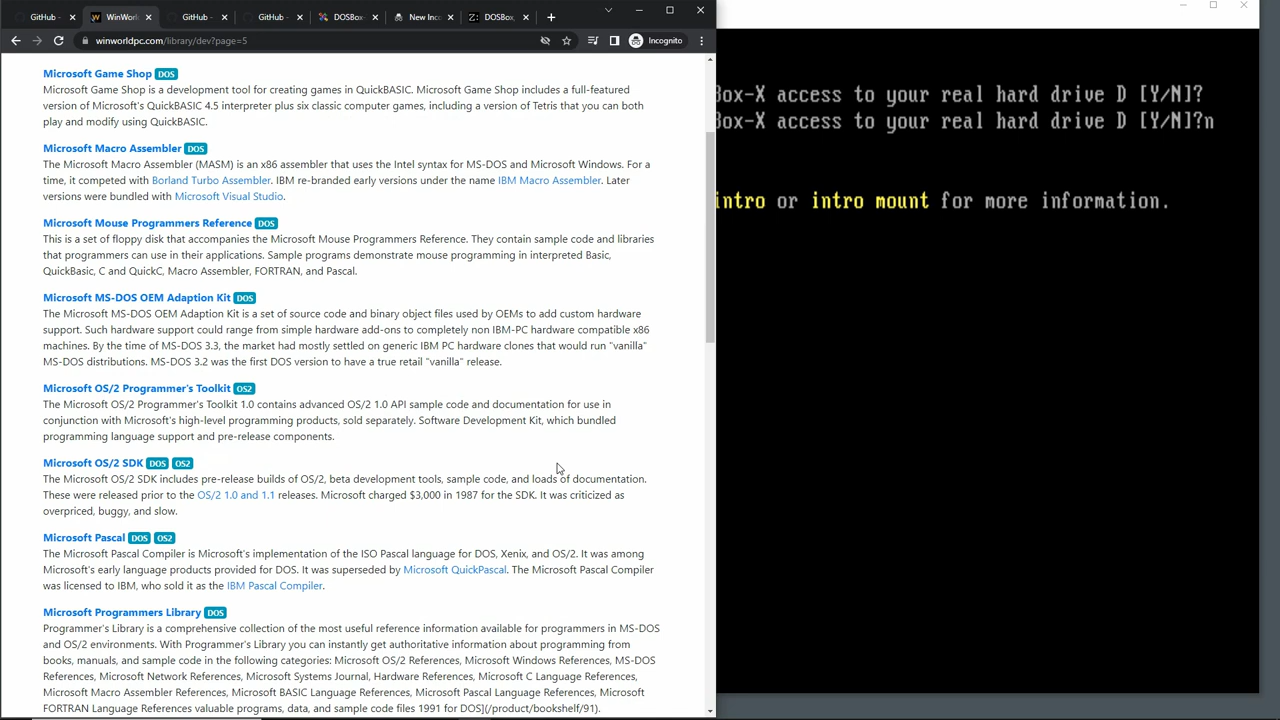 GitHub -
WinWorl
GitHub -
GitHub -
DOSBox-
New Inc
DOSBox,
winworldpc.com/library/dev?page=5
Incognito
Microsoft Game Shop DOS
Microsoft Game Shop is a development tool for creating games in QuickBASIC. Microsoft Game Shop includes a full-featured
version of Microsoft's QuickBASIC 4.5 interpreter plus six classic computer games, including a version of Tetris that you can both
play and modify using QuickBASIC.
Microsoft Macro Assembler DOS
The Microsoft Macro Assembler (MASM) is an x86 assembler that uses the Intel syntax for MS-DOS and Microsoft Windows. For a
time, it competed with Borland Turbo Assembler. IBM re-branded early versions under the name IBM Macro Assembler. Later
versions were bundled with Microsoft Visual Studio.
Microsoft Mouse Programmers Reference DOS
This is a set of floppy disk that accompanies the Microsoft Mouse Programmers Reference. They contain sample code and libraries
that programmers can use in their applications. Sample programs demonstrate mouse programming in interpreted Basic,
QuickBasic, C and QuickC, Macro Assembler, FORTRAN, and Pascal.
Microsoft MS-DOS OEM Adaption Kit DOS
The Microsoft MS-DOS OEM Adaption Kit is a set of source code and binary object files used by OEMs to add custom hardware
support. Such hardware support could range from simple hardware add-ons to completely non IBM-PC hardware compatible x86
machines. By the time of MS-DOS 3.3, the market had mostly settled on generic IBM PC hardware clones that would run "vanilla"
MS-DOS distributions. MS-DOS 3.2 was the first DOS version to have a true retail "vanilla" release.
Microsoft OS/2 Programmer's Toolkit OS2
The Microsoft OS/2 Programmer's Toolkit 1.0 contains advanced OS/2 1.0 API sample code and documentation for use in
conjunction with Microsoft's high-level programming products, sold separately. Software Development Kit, which bundled
programming language support and pre-release components.
Microsoft OS/2 SDK DOS OS2
The Microsoft OS/2 SDK includes pre-release builds of OS/2, beta development tools, sample code, and loads of documentation.
These were released prior to the OS/2 1.0 and 1.1 releases. Microsoft charged $3,000 in 1987 for the SDK. It was criticized as
overpriced, buggy, and slow.
Microsoft Pascal DOS OS2
The Microsoft Pascal Compiler is Microsoft's implementation of the ISO Pascal language for DOS, Xenix, and OS/2. It was among
Microsoft's early language products provided for DOS. It was superseded by Microsoft QuickPascal. The Microsoft Pascal Compiler
was licensed to IBM, who sold it as the IBM Pascal Compiler.
Microsoft Programmers Library DOS
Programmer's Library is a comprehensive collection of the most useful reference information available for programmers in MS-DOS
and OS/2 environments. With Programmer's Library you can instantly get authoritative information about programming from
books, manuals, and sample code in the following categories: Microsoft OS/2 References, Microsoft Windows References, MS-DOS
References, Microsoft Network References, Microsoft Systems Journal, Hardware References, Microsoft C Language References,
Microsoft Macro Assembler References, Microsoft BASIC Language References, Microsoft Pascal Language References, Microsoft
FORTRAN Language References valuable programs, data, and sample code files 1991 for DOS](/product/bookshelf/91).
Box-X access to your real hard drive D [Y/N]?
Box-X access to your real hard drive D [Y/N]?n
intro or intro mount for more information.